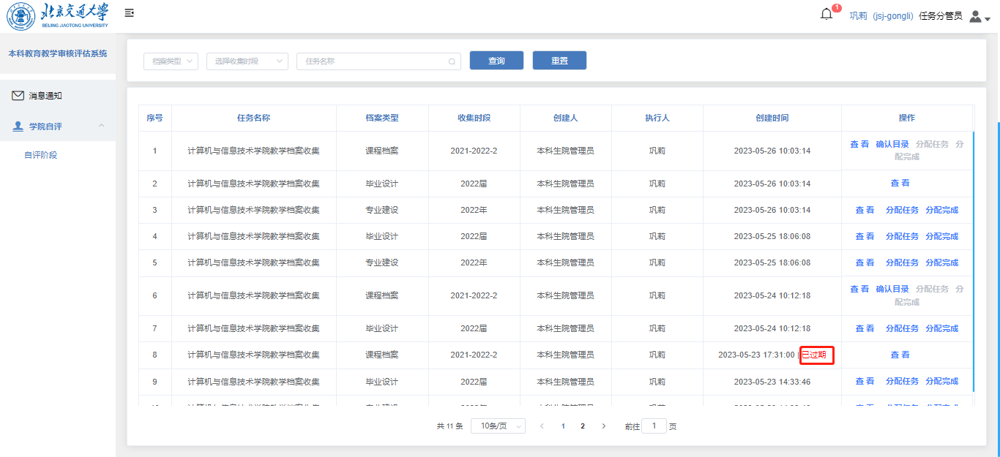 北京交通大学
BEIJING JIAOTONG UNIVERSITY
1
巩莉 (jsj-gongli) 任务分管员
本科教育教学审核评估系统
消息通知
学院自评
自评阶段
档案类型 选择收集时段 任务名称 查询 重置
序号 任务名称 档案类型 收集时段 创建人 执行人 创建时间 操作
1 计算机与信息技术学院教学档案收集 课程档案 2021-2022-2 本科生院管理员 巩莉 2023-05-26 10:03:14 查 看 确认目录 分配任务 分
配完成
2 计算机与信息技术学院教学档案收集 毕业设计 2022届 本科生院管理员 巩莉 2023-05-26 10:03:14 查 看
3 计算机与信息技术学院教学档案收集 专业建设 2022年 本科生院管理员 巩莉 2023-05-26 10:03:14 查 看 分配任务 分配完成
4 计算机与信息技术学院教学档案收集 毕业设计 2022届 本科生院管理员 巩莉 2023-05-25 18:06:08 查 看 分配任务 分配完成
5 计算机与信息技术学院教学档案收集 专业建设 2022年 本科生院管理员 巩莉 2023-05-25 18:06:08 查 看 分配任务 分配完成
6 计算机与信息技术学院教学档案收集 课程档案 2021-2022-2 本科生院管理员 巩莉 2023-05-24 10:12:18 查 看 确认目录 分配任务 分
配完成
7 计算机与信息技术学院教学档案收集 毕业设计 2022届 本科生院管理员 巩莉 2023-05-24 10:12:18 查 看 分配任务 分配完成
8 计算机与信息技术学院教学档案收集 课程档案 2021-2022-2 本科生院管理员 巩莉 2023-05-23 17:31:00 | 已过期 查 看
9 计算机与信息技术学院教学档案收集 毕业设计 2022届 本科生院管理员 巩莉 2023-05-23 14:33:46 查 看 分配任务 分配完成
共 11 条 10条/页 1 2 前往 1 页